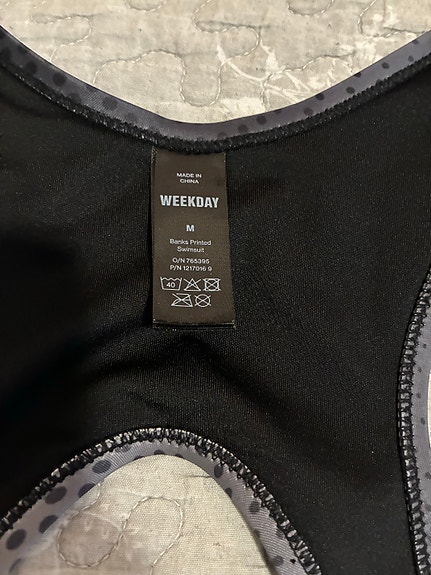 MADE IN
CHINA
WEEKDAY
M
Banks Printed
Swimsuit
O/N 765395
P/N 1217016 9
40